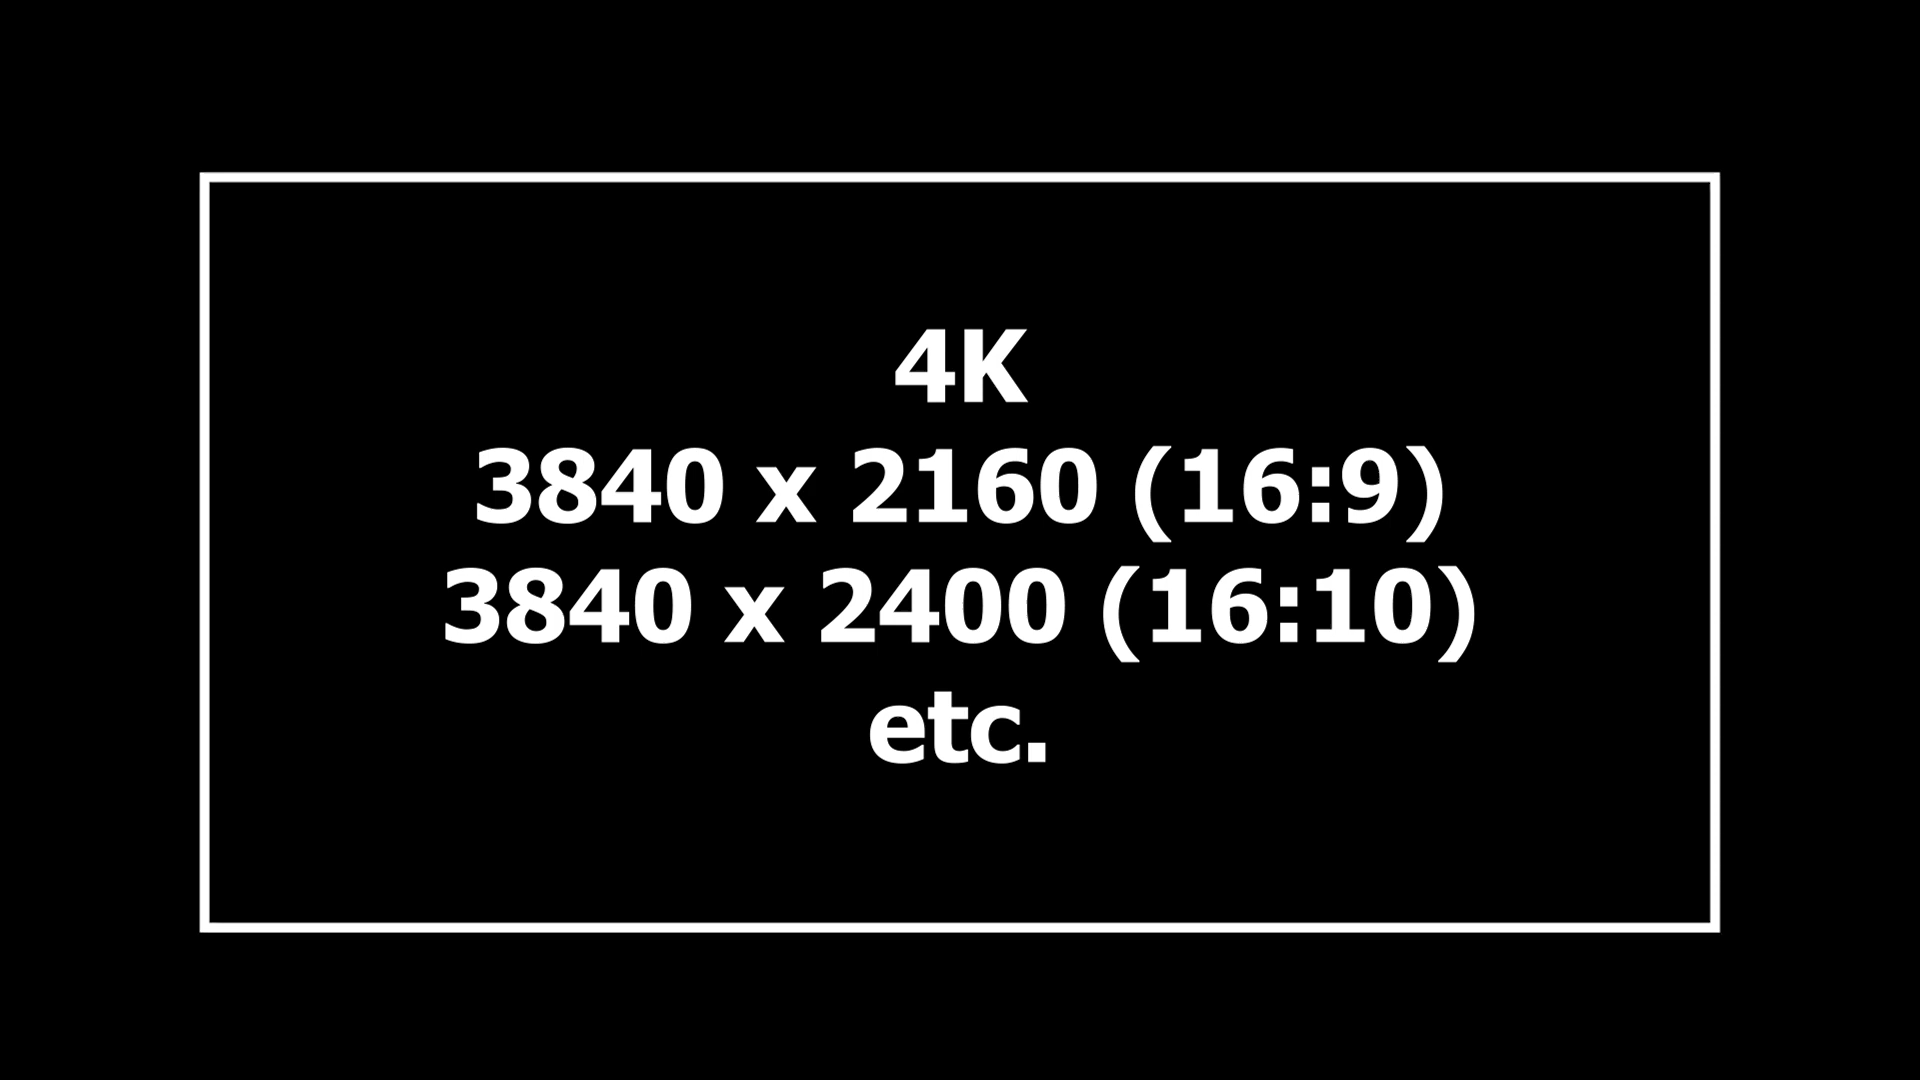 4K
3840 x 2160 (16:9)
3840 x 2400 (16:10)
etc.